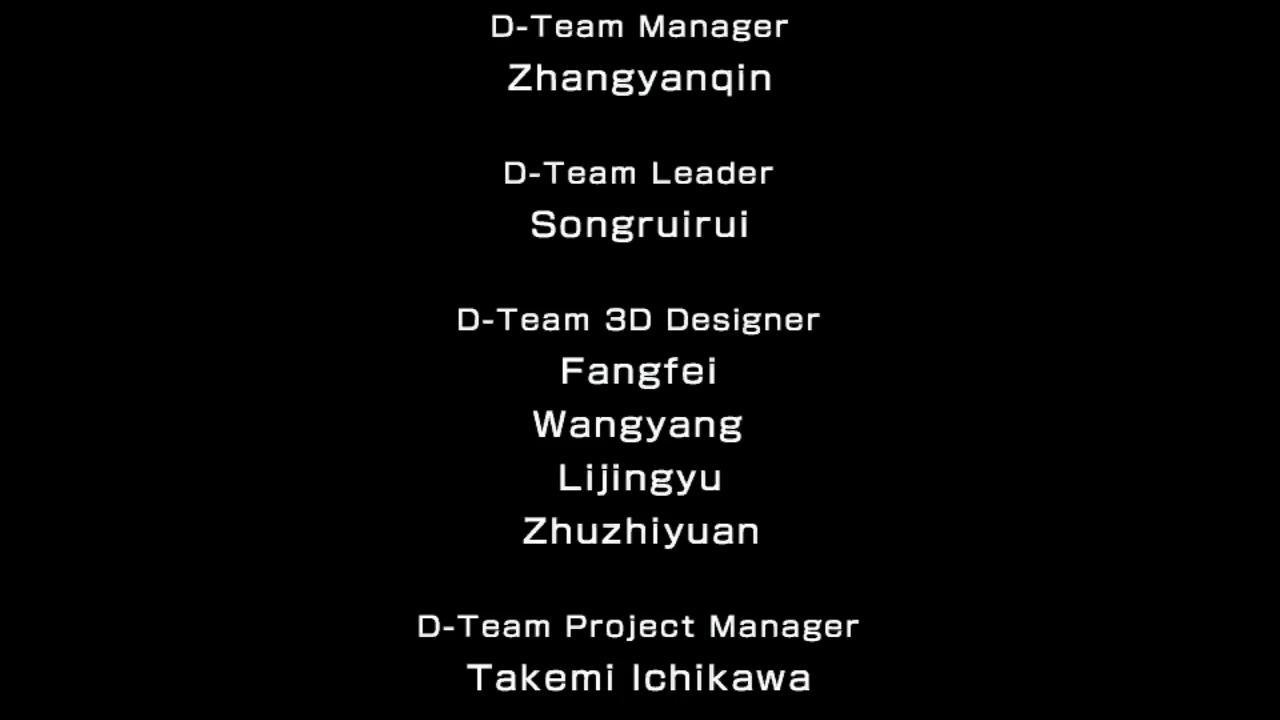 D-Team Manager
Zhangyanqin
D-Team Leader
Songruirui
D-Team 3D Designer
Fangfei
Wangyang
Lijingyu
Zhuzhiyuan
D-Team Project Manager
Takemi Ichikawa